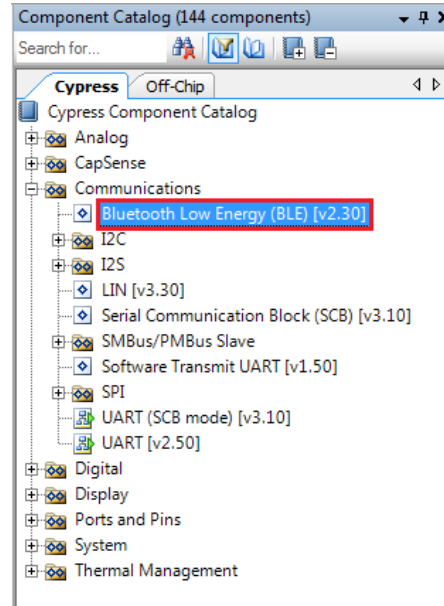 Component Catalog (144 components)
Search for...
Cypress Off-Chip
Cypress Component Catalog
Analog
CapSense
Communications
Bluetooth Low Energy (BLE) [v2.30]
I2C
I2S
LIN [v3.30]
Serial Communication Block (SCB) [v3.10]
SMBus/PMBus Slave
Software Transmit UART [v1.50]
SPI
UART (SCB mode) [v3.10]
UART [v2.50]
Digital
Display
Ports and Pins
System
Thermal Management